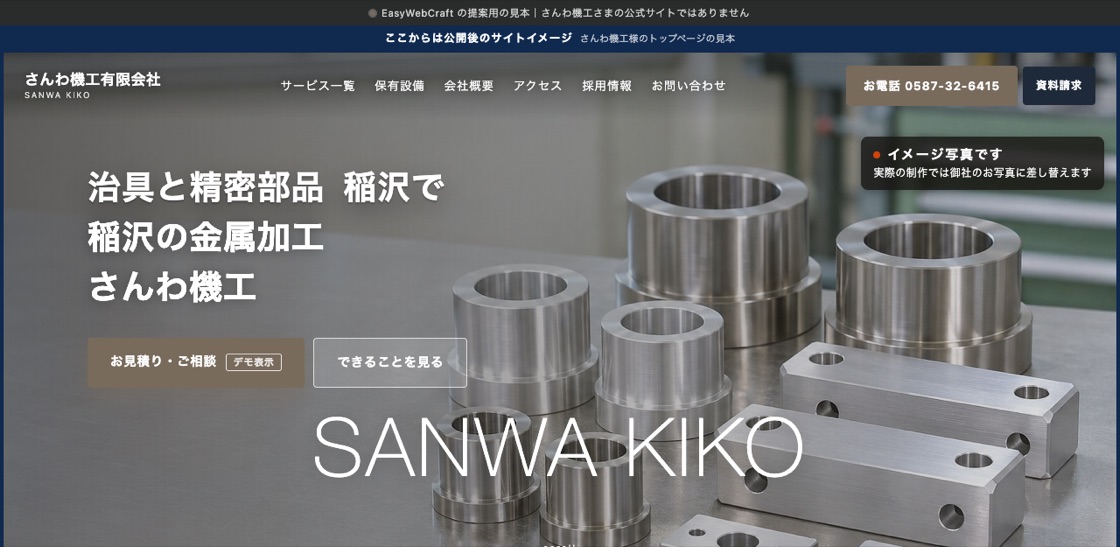 EasyWebCraft の提案用の見本｜さんわ機工さまの公式サイトではありません
ここからは公開後のサイトイメージ さんわ機工様のトップページの見本
さんわ機工有限会社
SANWA KIKO
サービス一覧 保有設備 会社概要 アクセス 採用情報 お問い合わせ
お電話 0587-32-6415
資料請求
イメージ写真です
実際の制作では御社のお写真に差し替えます
治具と精密部品 稲沢で
稲沢の金属加工
さんわ機工
お見積り・ご相談 デモ表示
できることを見る
SANWA KIKO